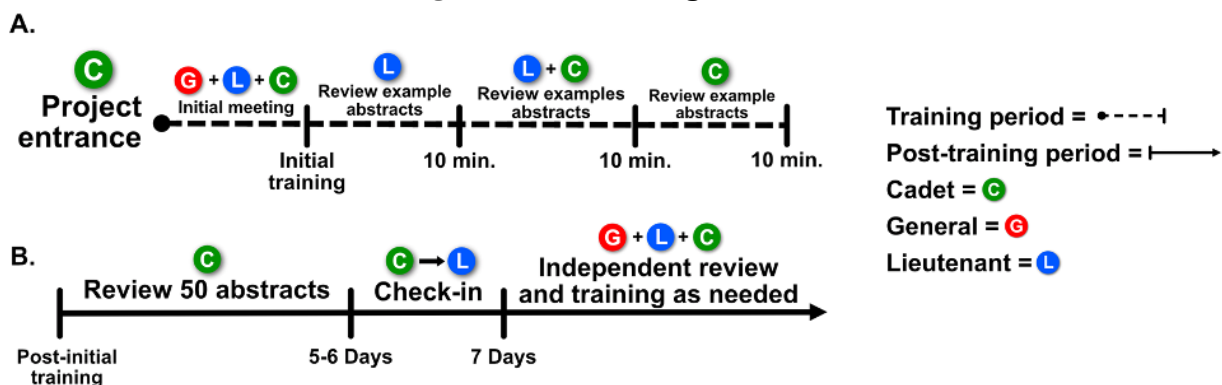 A.
C
Project
entrance
G + L + C
Initial meeting
Initial
training
L
Review example
abstracts
10 min.
L + C
Review examples
abstracts
10 min.
C
Review example
abstracts
10 min.
B.
Post-initial
training
C
Review 50 abstracts
5-6 Days
C L
Check-in
7 Days
G + L + C
Independent review
and training as needed
Training period =
Post-training period =
Cadet = C
General = G
Lieutenant = L